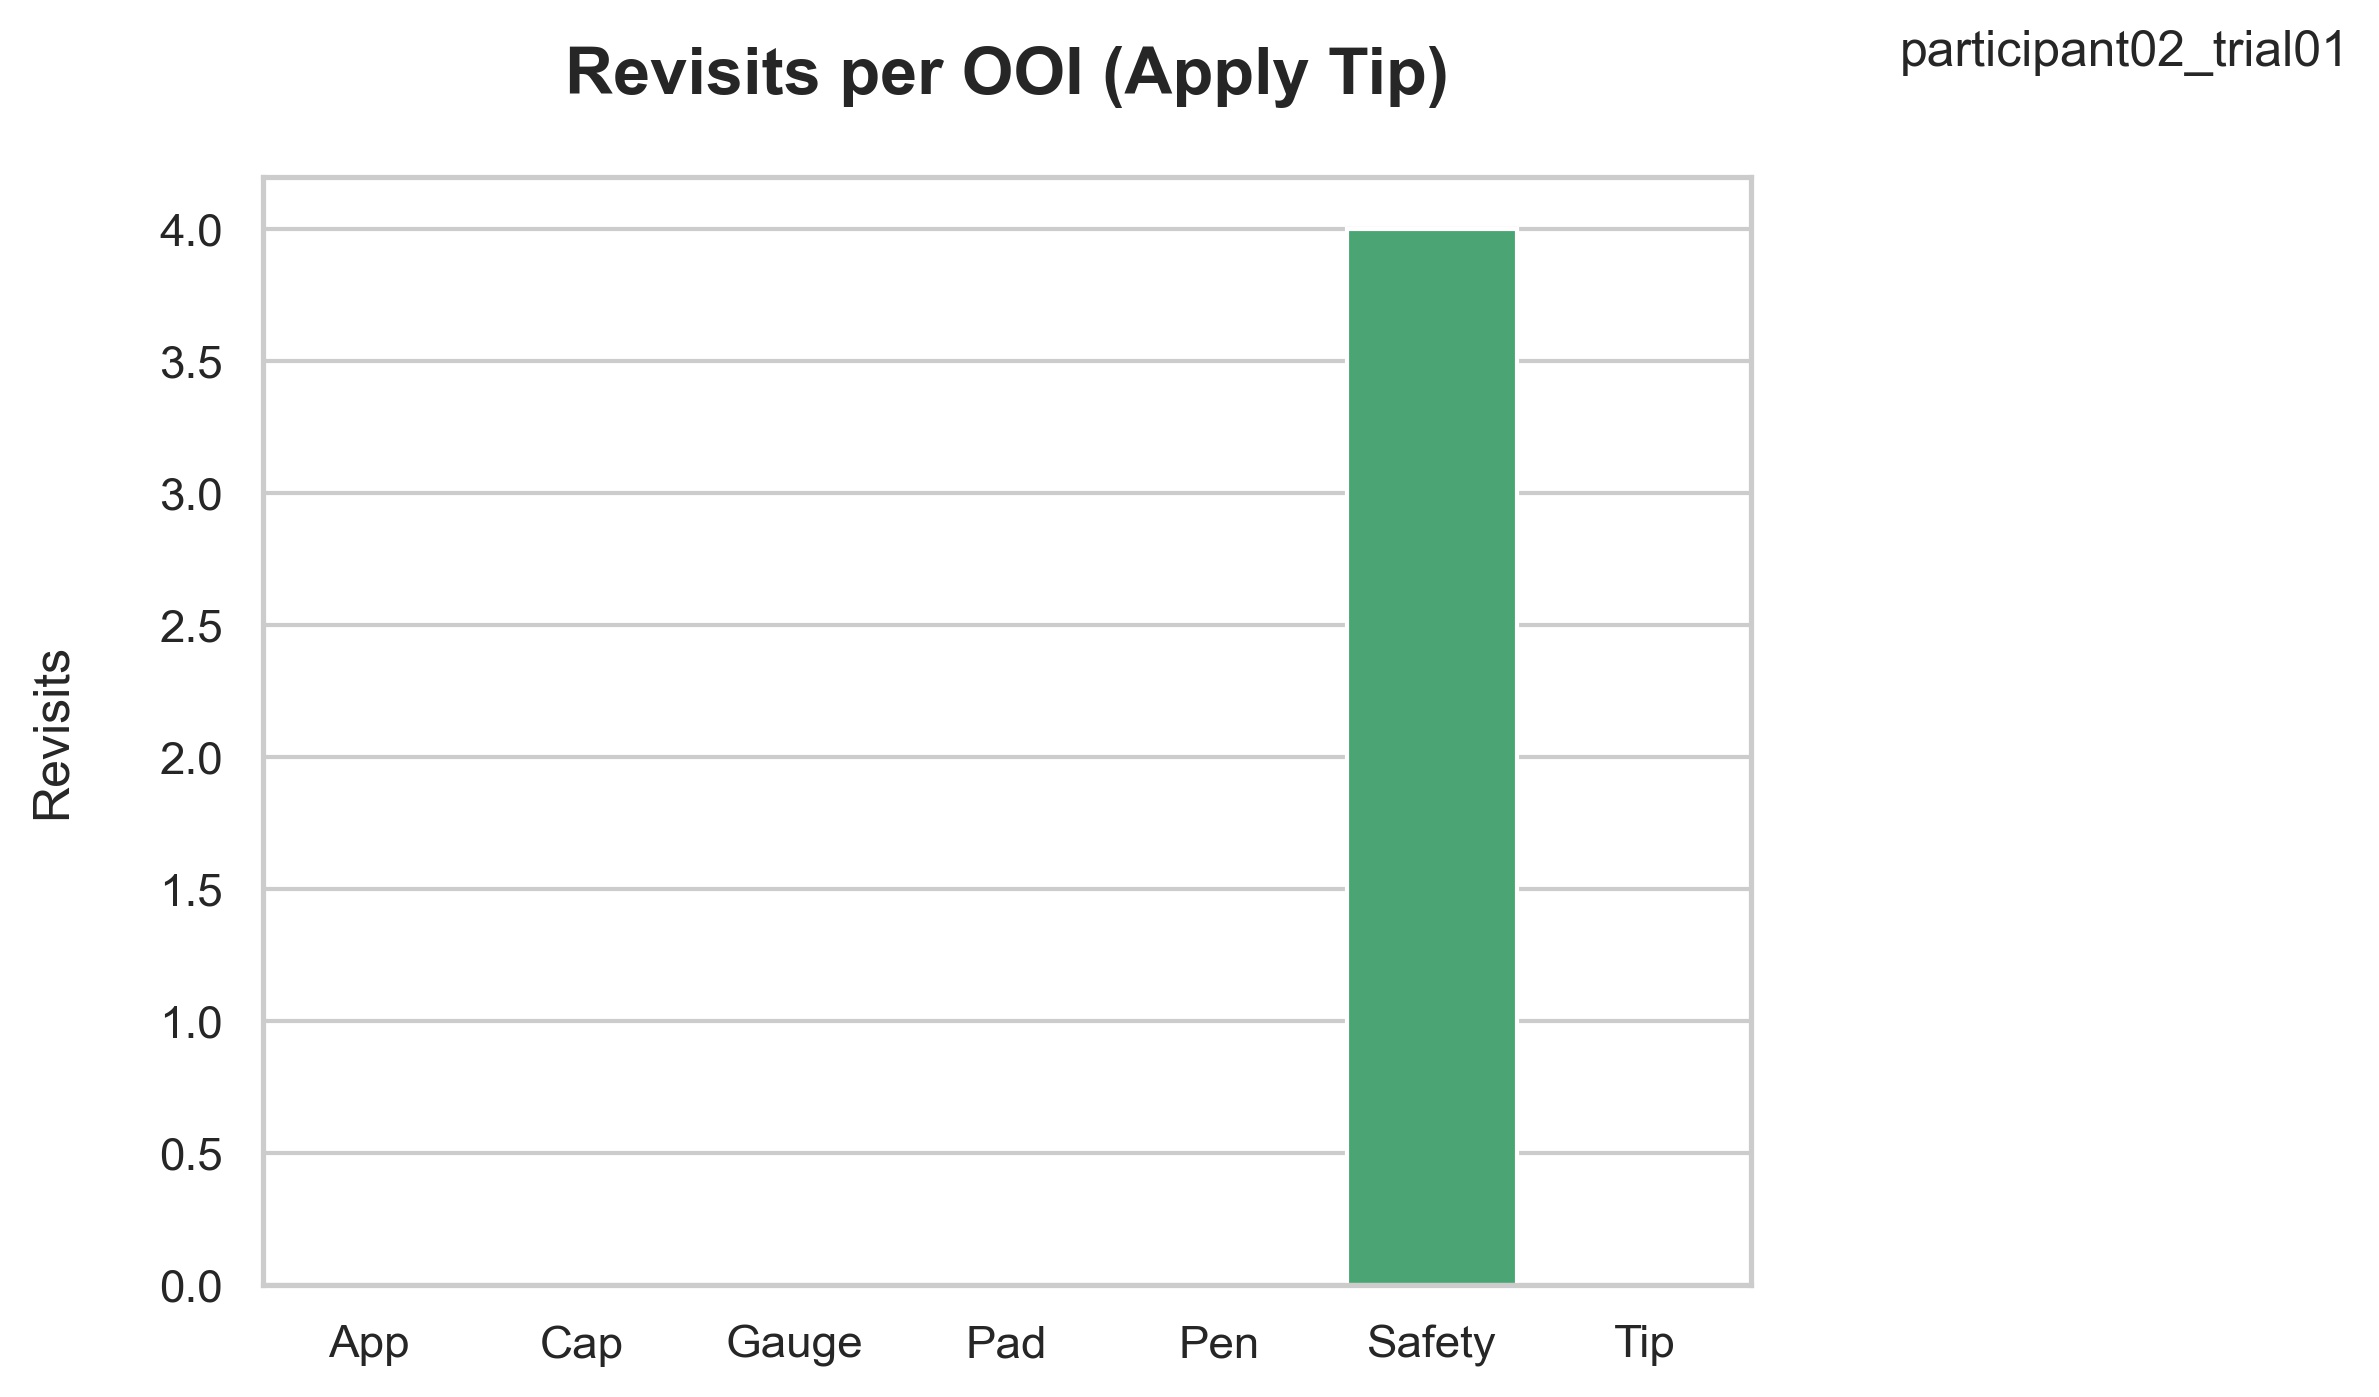 participant02_trial01
Revisits per OOI (Apply Tip)
Revisits
4.0
3.5
3.0
2.5
2.0
1.5
1.0
0.5
0.0
App Cap Gauge Pad Pen Safety Tip